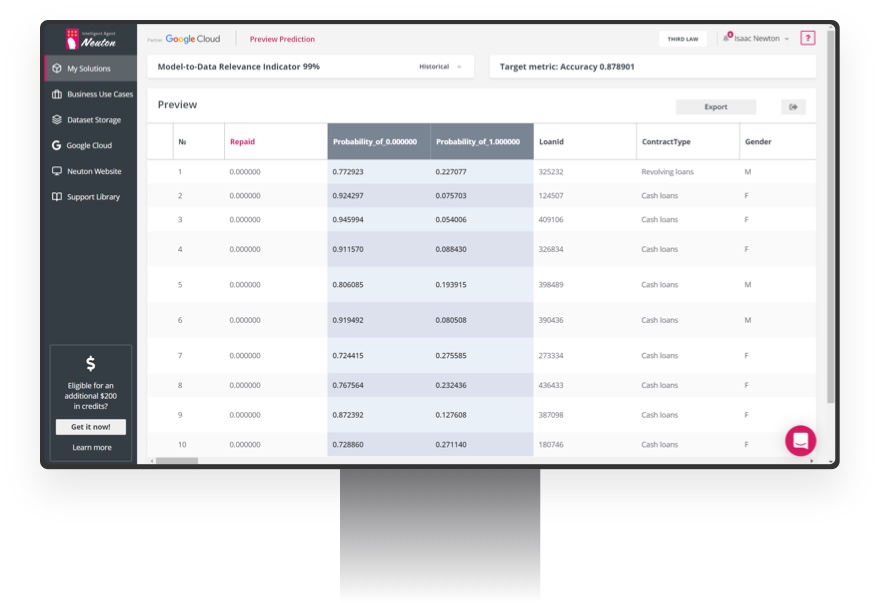 Intelligent Agent
Neuton
Google Cloud
Preview Prediction
THIRD LAW
Isaac Newton
?
My Solutions
Business Use Cases
Dataset Storage
Google Cloud
Neuton Website
Support Library
$
Eligible for an
additional $200
in credits?
Get it now!
Learn more
Model-to-Data Relevance Indicator 99%
Historical
Target metric: Accuracy 0.878901
Preview
Export
№ Repaid Probability_of_0.000000 Probability_of_1.000000 LoanId ContractType Gender
1 0.000000 0.772923 0.227077 325232 Revolving loans M
2 0.000000 0.924297 0.075703 124507 Cash loans F
3 0.000000 0.945994 0.054006 409106 Cash loans F
4 0.000000 0.911570 0.088430 326834 Cash loans F
5 0.000000 0.806085 0.193915 398489 Cash loans M
6 0.000000 0.919492 0.080508 390436 Cash loans M
7 0.000000 0.724415 0.275585 273334 Cash loans F
8 0.000000 0.767564 0.232436 436433 Cash loans F
9 0.000000 0.872392 0.127608 387098 Cash loans F
10 0.000000 0.728860 0.271140 180746 Cash loans F